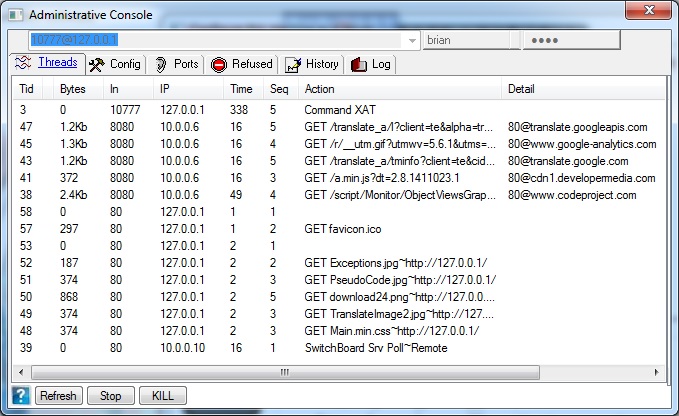 Administrative Console
10777@127.0.0.1 brian ••••
Threads Config Ports Refused History Log
Tid Bytes In IP Time Seq Action Detail
3 0 10777 127.0.0.1 338 5 Command XAT
47 1.2Kb 8080 10.0.0.6 16 5 GET /translate_a/l?client=te&alpha=tr... 80@translate.googleapis.com
45 1.3Kb 8080 10.0.0.6 16 4 GET /r/__utm.gif?utmwv=5.6.1&utms=... 80@www.google-analytics.com
43 1.2Kb 8080 10.0.0.6 16 5 GET /translate_a/tminfo?client=te&cid... 80@translate.google.com
41 372 8080 10.0.0.6 16 3 GET /a.min.js?dt=2.8.1411023.1 80@cdn1.developermedia.com
38 2.4Kb 8080 10.0.0.6 49 4 GET /script/Monitor/ObjectViewsGrap... 80@www.codeproject.com
58 0 80 127.0.0.1 1 1
57 297 80 127.0.0.1 1 2 GET favicon.ico
53 0 80 127.0.0.1 2 1
52 187 80 127.0.0.1 2 2 GET Exceptions.jpg~http://127.0.0.1/
51 374 80 127.0.0.1 2 3 GET PseudoCode.jpg~http://127.0.0.1/
50 868 80 127.0.0.1 2 5 GET download24.png~http://127.0.0....
49 374 80 127.0.0.1 2 3 GET TranslateImage2.jpg~http://127....
48 374 80 127.0.0.1 2 3 GET Main.min.css~http://127.0.0.1/
39 0 80 10.0.0.10 16 1 SwitchBoard Srv Poll~Remote
? Refresh Stop KILL